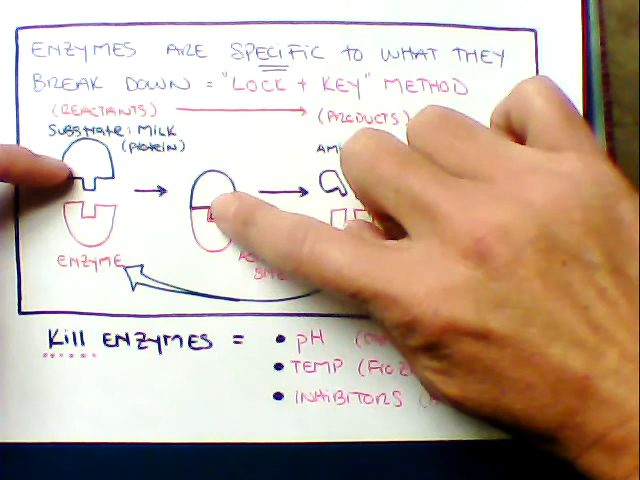 ENZYMES ARE SPECIFIC TO WHAT THEY
BREAK DOWN = "LOCK + KEY" METHOD
(REACTANTS) (PRODUCTS)
Substrate: Milk
(Protein)
ENZYME
Kill ENZYMES =
• pH
• TEMP
• INHIBITORS